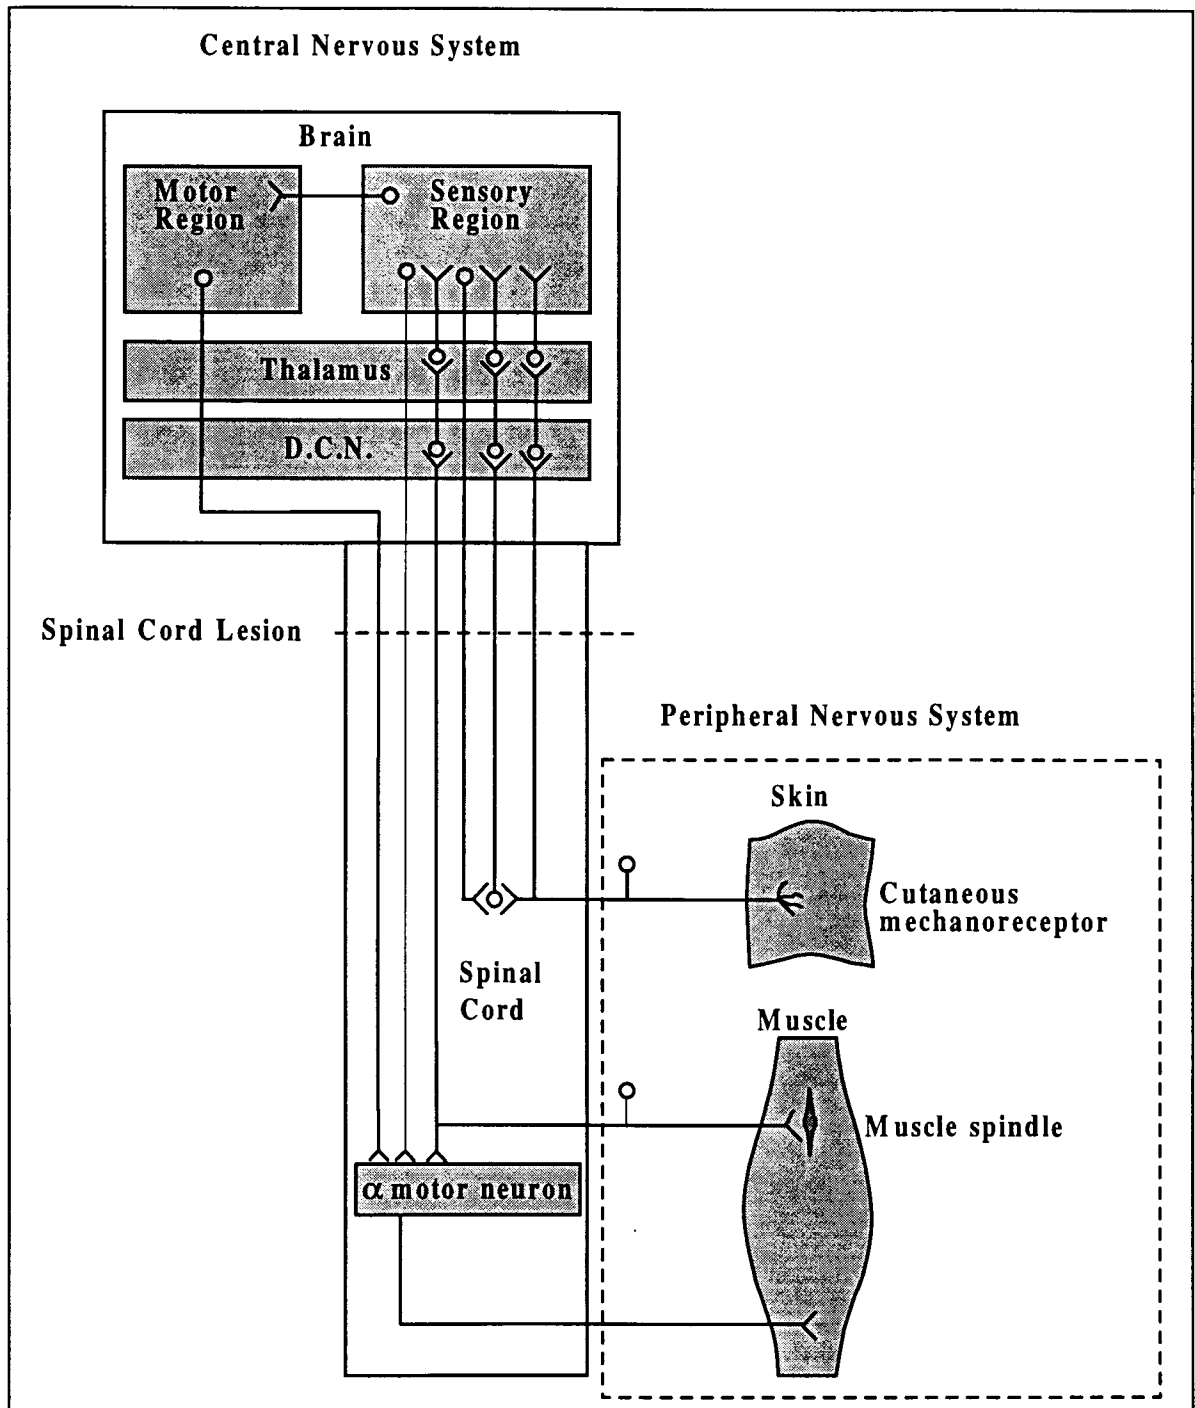 Central Nervous System
Brain
Motor
Region
Sensory
Region
Thalamus
D.C.N.
Spinal Cord Lesion
Peripheral Nervous System
Skin
Cutaneous
mechanoreceptor
Spinal
Cord
Muscle
Muscle spindle
α motor neuron